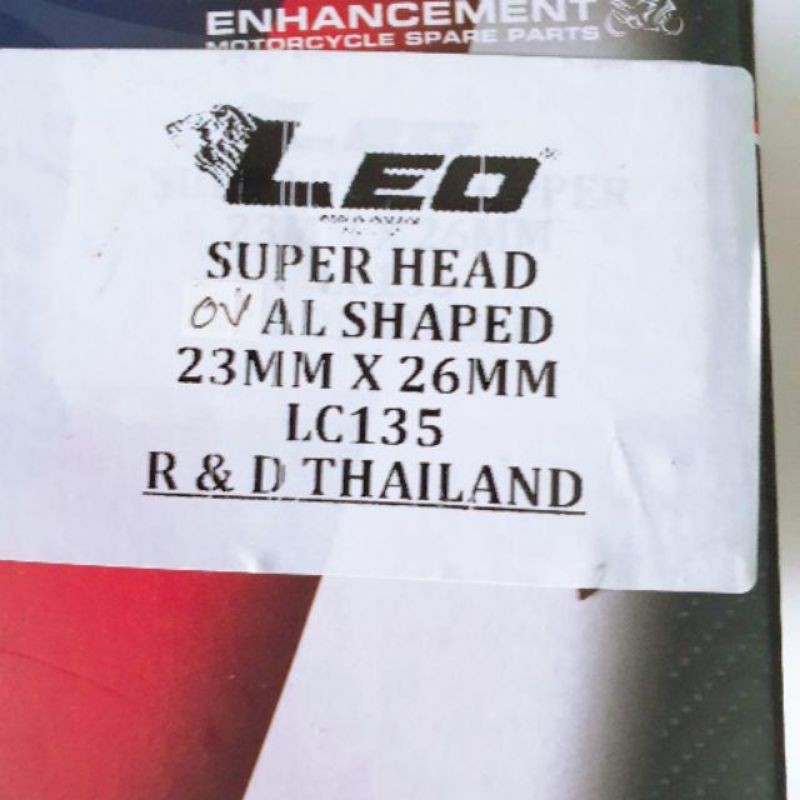 ENHANCEMENT
MOTORCYCLE SPARE PARTS
LEO
SUPER HEAD
OVAL SHAPED
23MM X 26MM
LC135
R & D THAILAND